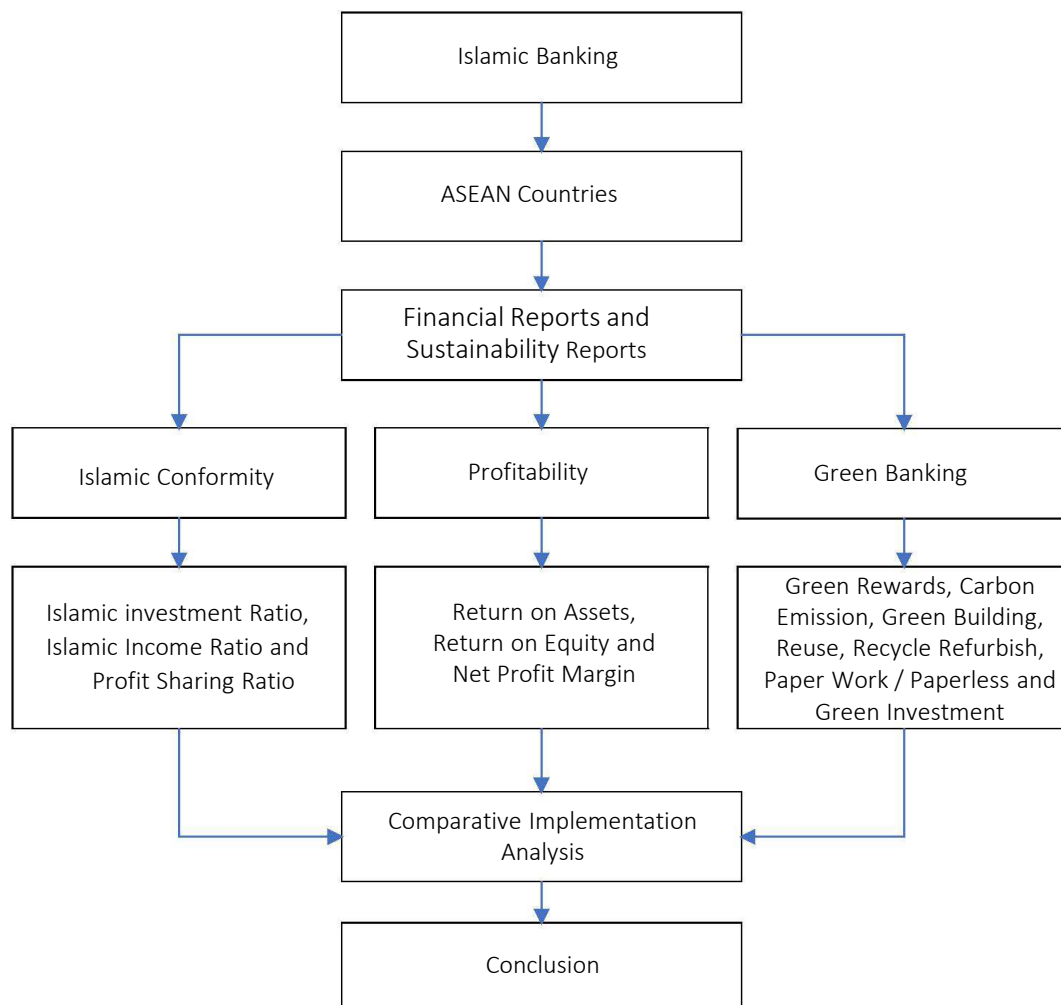 Islamic Banking
ASEAN Countries
Financial Reports and
Sustainability Reports
Islamic Conformity
Profitability
Green Banking
Islamic investment Ratio,
Islamic Income Ratio and
Profit Sharing Ratio
Return on Assets,
Return on Equity and
Net Profit Margin
Green Rewards, Carbon
Emission, Green Building,
Reuse, Recycle Refurbish,
Paper Work / Paperless and
Green Investment
Comparative Implementation
Analysis
Conclusion